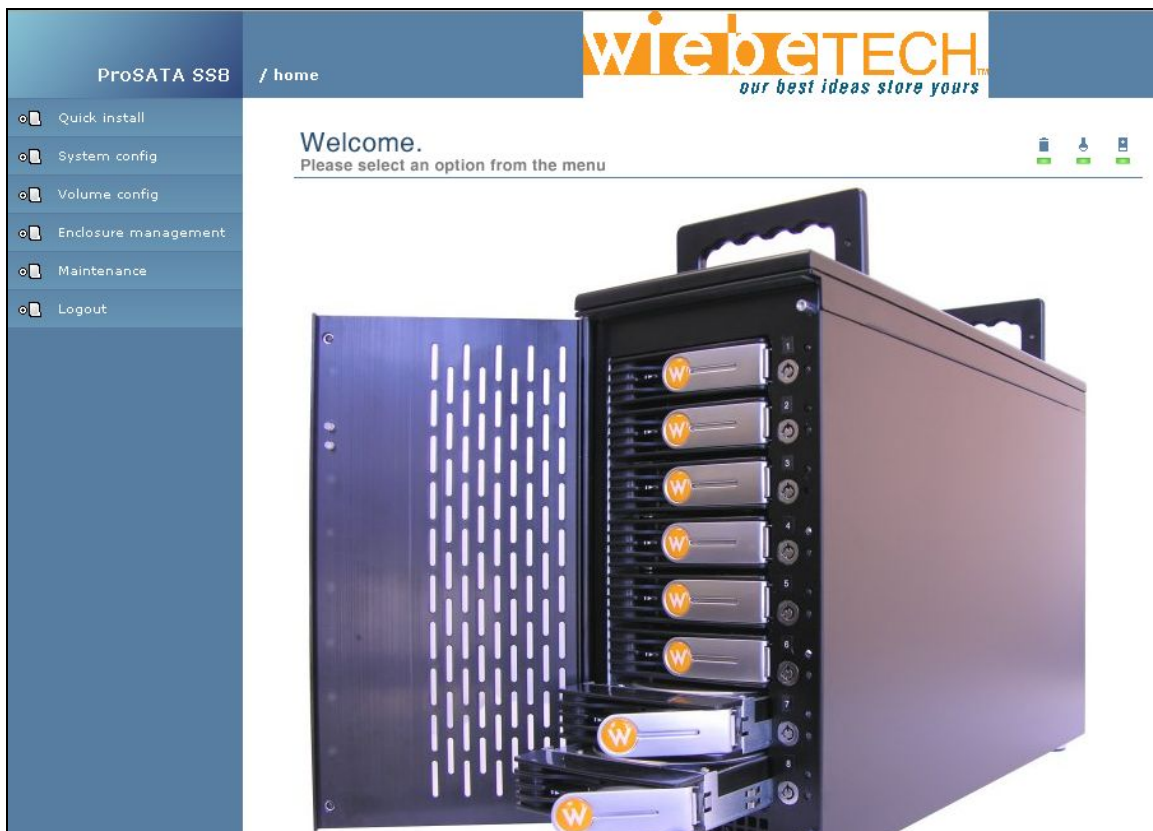 ProSATA SS8
/ home
wiebeTECH™
our best ideas store yours
Quick install
System config
Volume config
Enclosure management
Maintenance
Logout
Welcome.
Please select an option from the menu
1
W
2
W
3
W
4
W
5
W
6
W
7
W
8
W